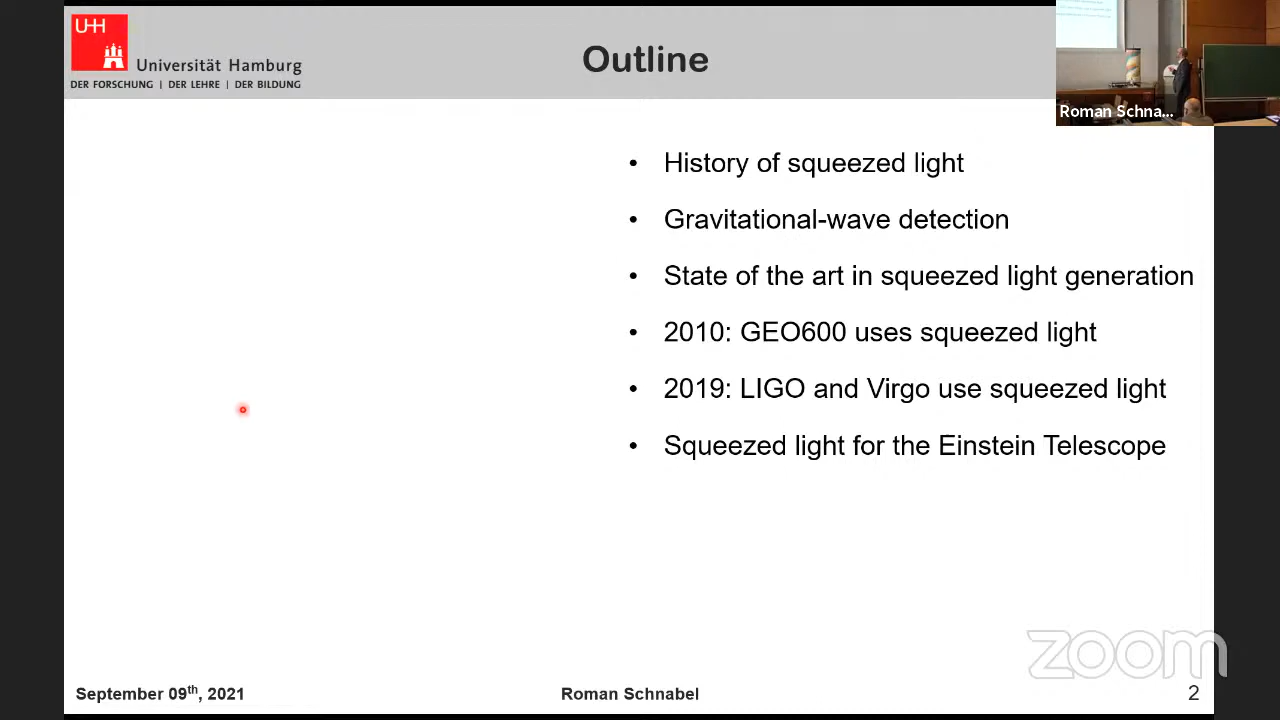 UHH
Universität Hamburg
DER FORSCHUNG | DER LEHRE | DER BILDUNG
Outline
Roman Schna...
• History of squeezed light
• Gravitational-wave detection
• State of the art in squeezed light generation
• 2010: GEO600 uses squeezed light
• 2019: LIGO and Virgo use squeezed light
• Squeezed light for the Einstein Telescope
zoom
September 09th, 2021
Roman Schnabel
2